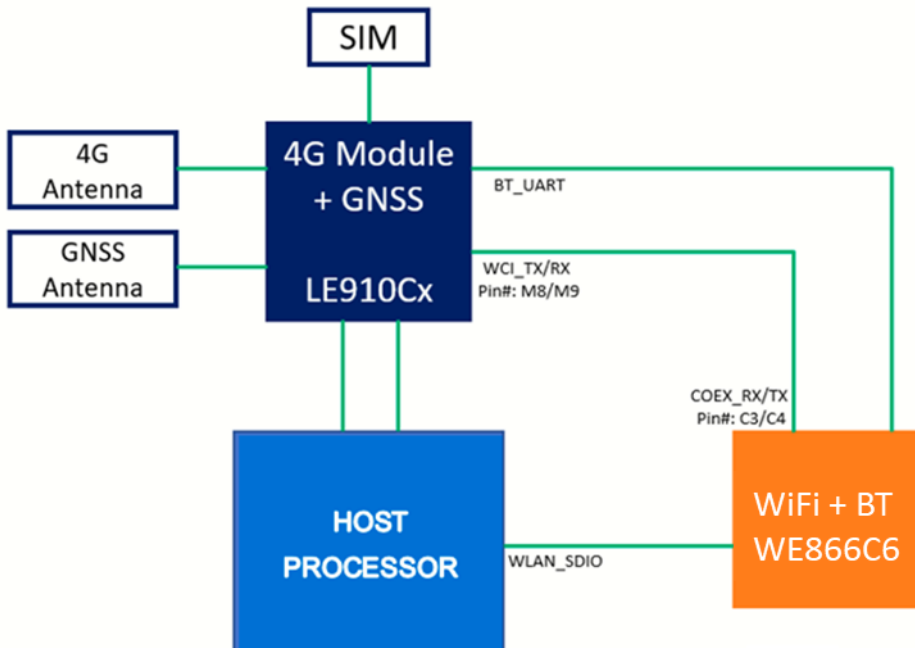 SIM
4G
Antenna
GNSS
Antenna
4G Module
+ GNSS
LE910Cx
BT_UART
WCI_TX/RX
Pin#: M8/M9
COEX_RX/TX
Pin#: C3/C4
HOST
PROCESSOR
WLAN_SDIO
WiFi + BT
WE866C6